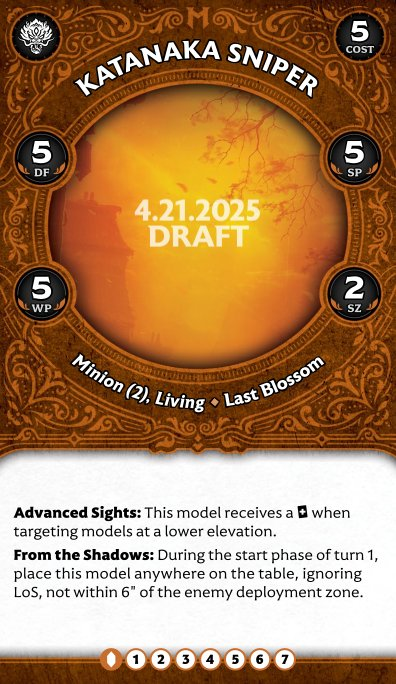 KATANAKA SNIPER
5
COST
5
DF
5
SP
4.21.2025
DRAFT
5
WP
2
SZ
Minion (2), Living ◆ Last Blossom
Advanced Sights: This model receives a when
targeting models at a lower elevation.
From the Shadows: During the start phase of turn 1,
place this model anywhere on the table, ignoring
LoS, not within 6" of the enemy deployment zone.
1 2 3 4 5 6 7